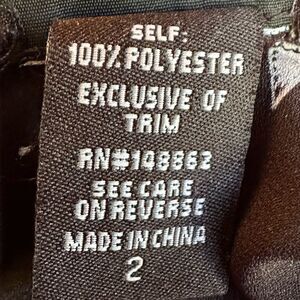 SELF:
100% POLYESTER
EXCLUSIVE OF
TRIM
RN#148862
SEE CARE
ON REVERSE
MADE IN CHINA
2